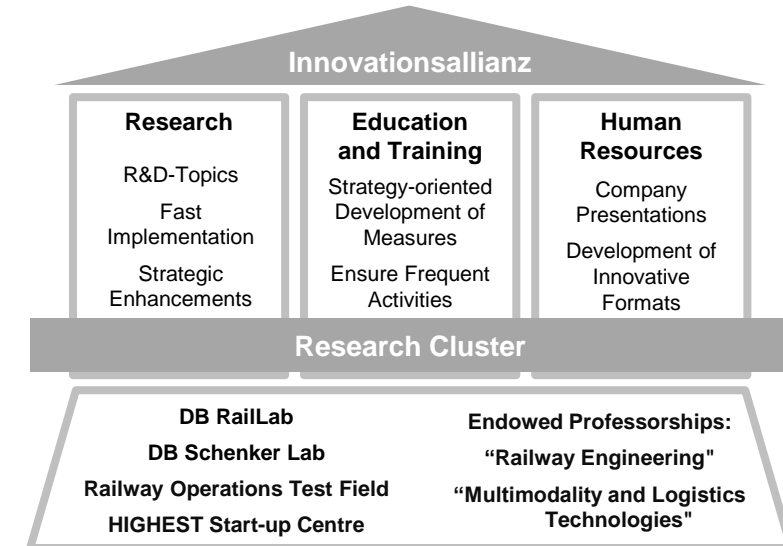 Innovationsallianz
Research
R&D-Topics
Fast
Implementation
Strategic
Enhancements
Education
and Training
Strategy-oriented
Development of
Measures
Ensure Frequent
Activities
Human
Resources
Company
Presentations
Development of
Innovative
Formats
Research Cluster
DB RailLab
DB Schenker Lab
Railway Operations Test Field
HIGHEST Start-up Centre
Endowed Professorships:
“Railway Engineering"
“Multimodality and Logistics
Technologies"